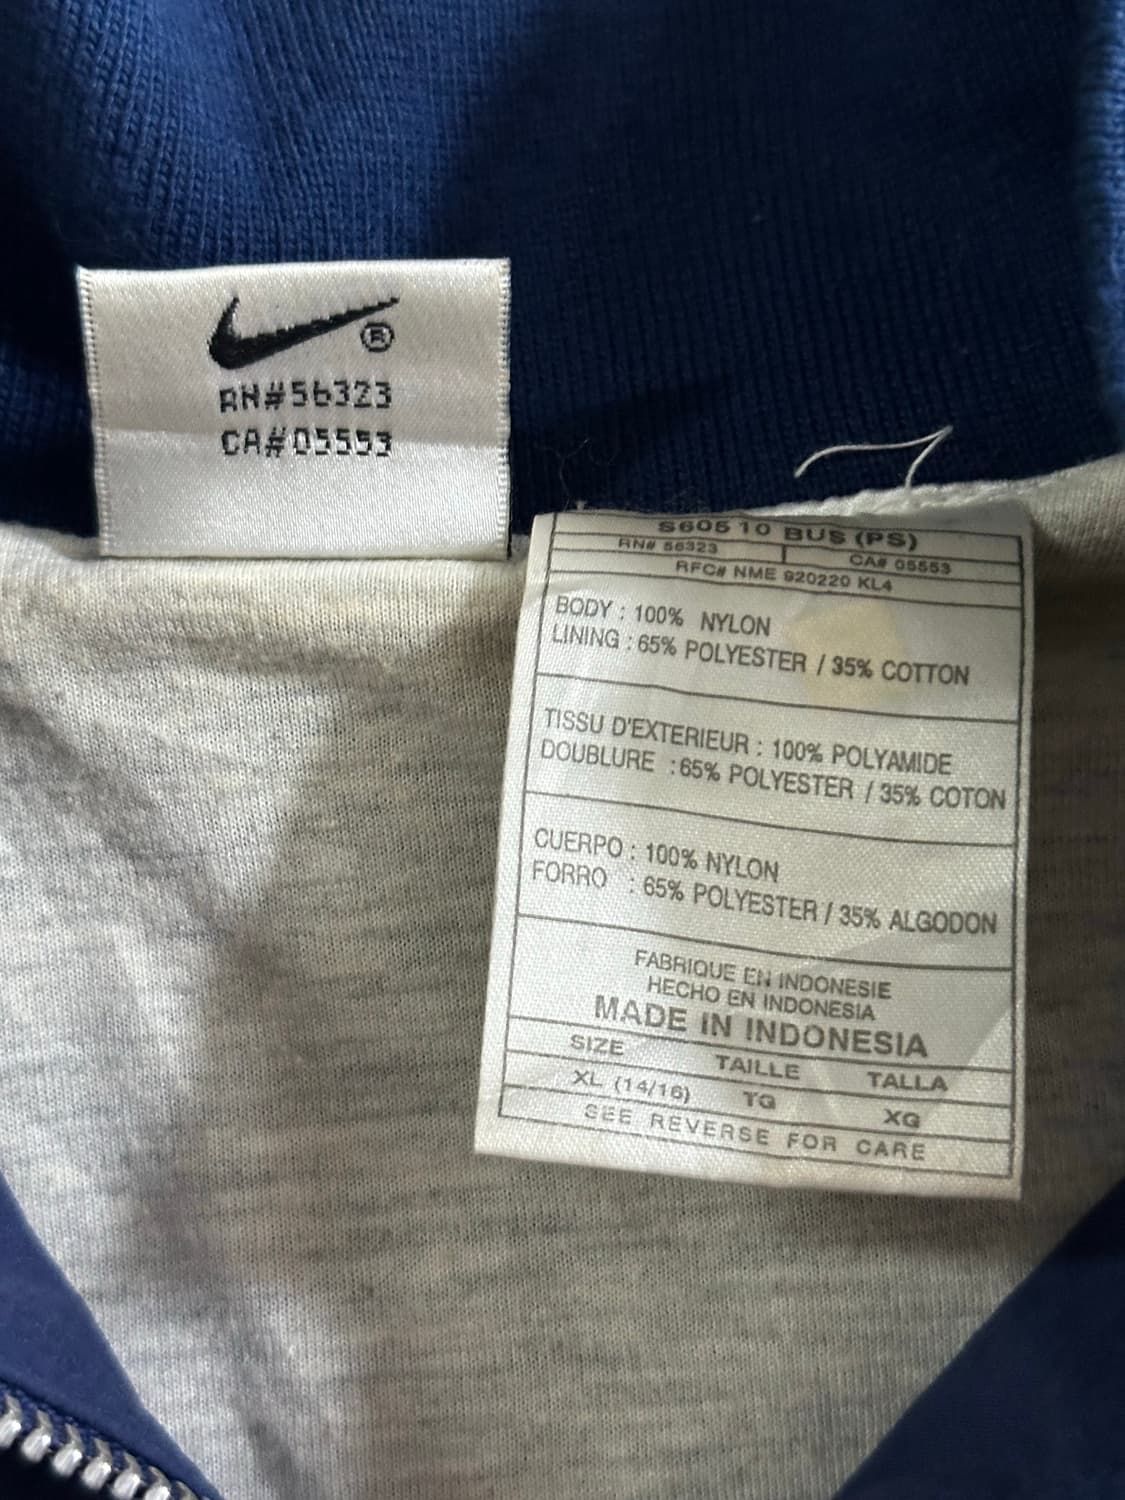 ®
RN#56323
CA#05553
S60510 BUS (PS)
RN# 56323 CA# 05553
RFC# NME 920220 KL4
BODY : 100% NYLON
LINING : 65% POLYESTER / 35% COTTON
TISSU D'EXTERIEUR : 100% POLYAMIDE
DOUBLURE : 65% POLYESTER / 35% COTON
CUERPO : 100% NYLON
FORRO : 65% POLYESTER / 35% ALGODON
FABRIQUE EN INDONESIE
HECHO EN INDONESIA
MADE IN INDONESIA
SIZE TAILLE TALLA
XL (14/16) TG XG
SEE REVERSE FOR CARE